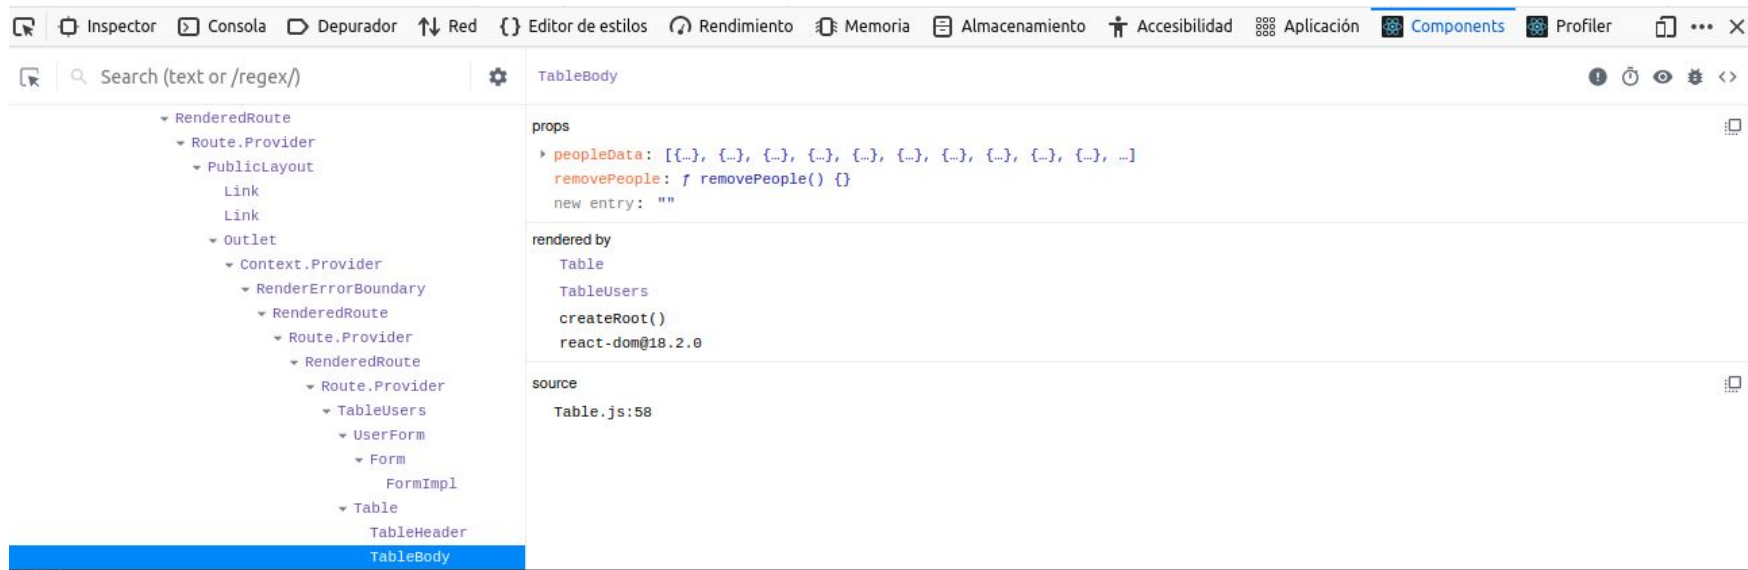 Inspector Consola Depurador Red Editor de estilos Rendimiento Memoria Almacenamiento Accesibilidad Aplicación Components Profiler
Search (text or /regex/)
RenderedRoute
Route.Provider
PublicLayout
Link
Link
Outlet
Context.Provider
RenderErrorBoundary
RenderedRoute
Route.Provider
RenderedRoute
Route.Provider
TableUsers
UserForm
Form
FormImpl
Table
TableHeader
TableBody
TableBody
props
peopleData: [{…}, {…}, {…}, {…}, {…}, {…}, {…}, {…}, {…}, {…}, …]
removePeople: ƒ removePeople() {}
new entry: ""
rendered by
Table
TableUsers
createRoot()
react-dom@18.2.0
source
Table.js:58